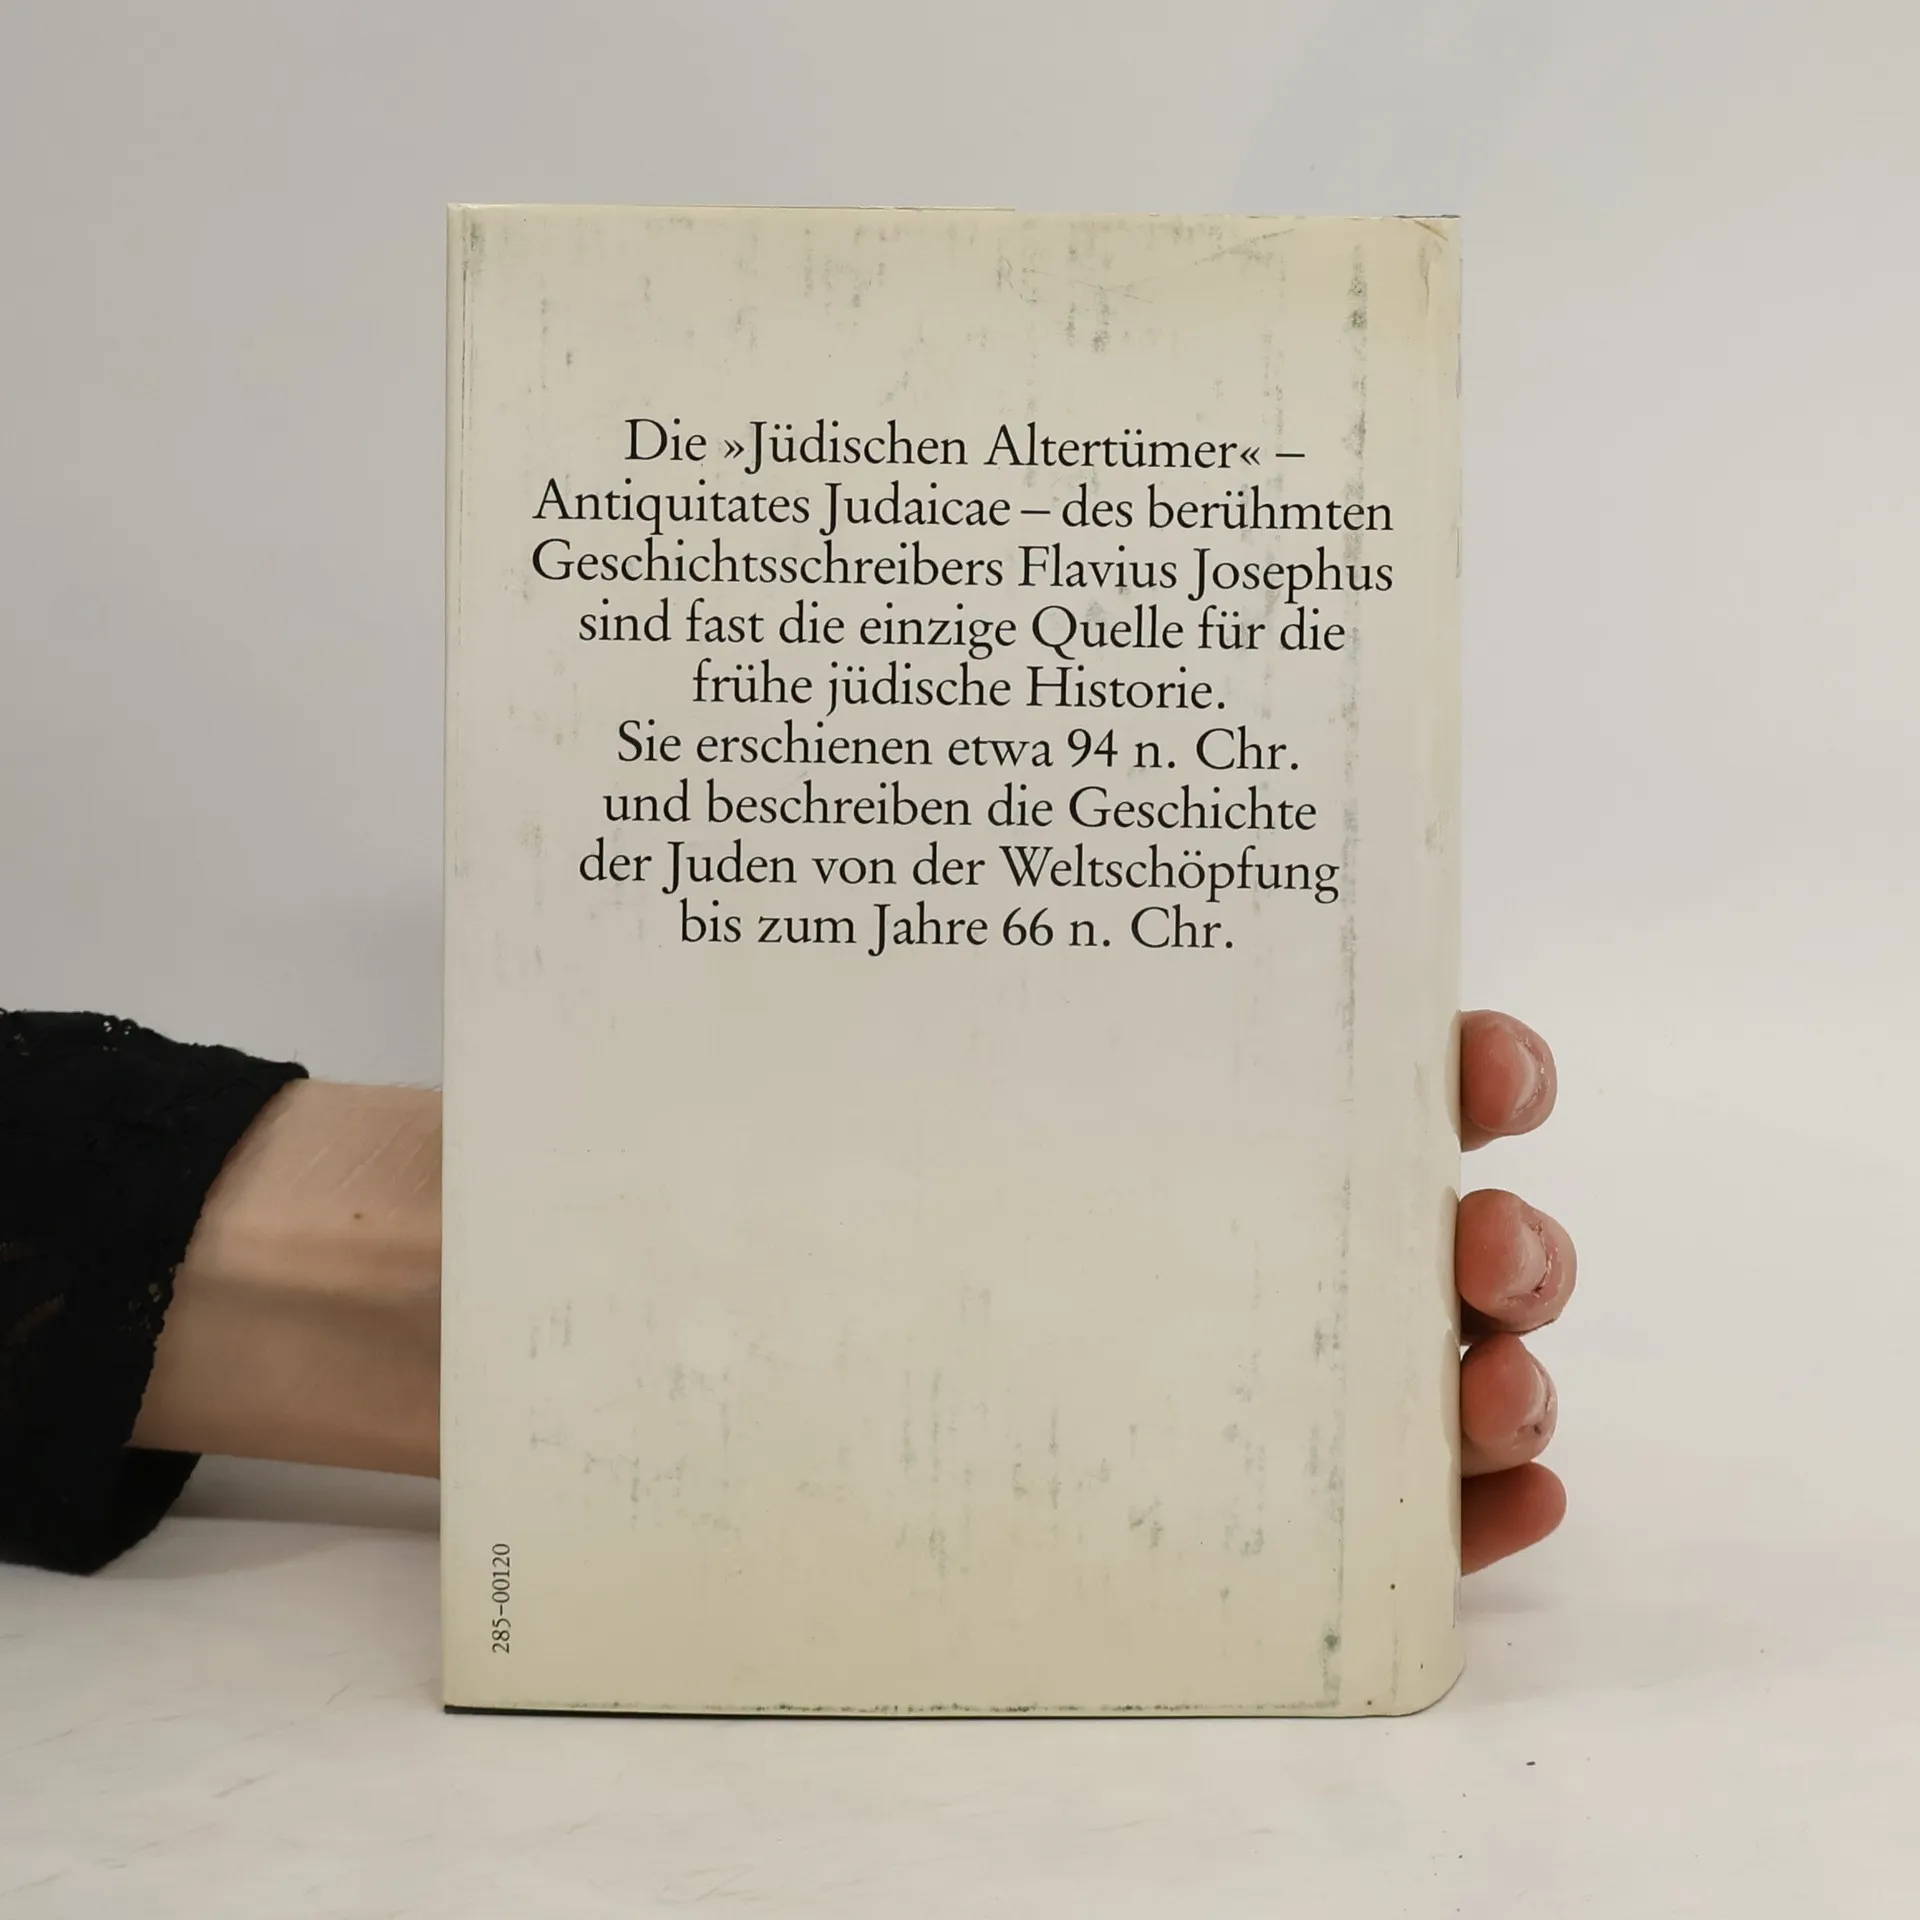 Die »Jüdischen Altertümer« –
Antiquitates Judaicae – des berühmten
Geschichtsschreibers Flavius Josephus
sind fast die einzige Quelle für die
frühe jüdische Historie.
Sie erschienen etwa 94 n. Chr.
und beschreiben die Geschichte
der Juden von der Weltschöpfung
bis zum Jahre 66 n. Chr.
285-00120